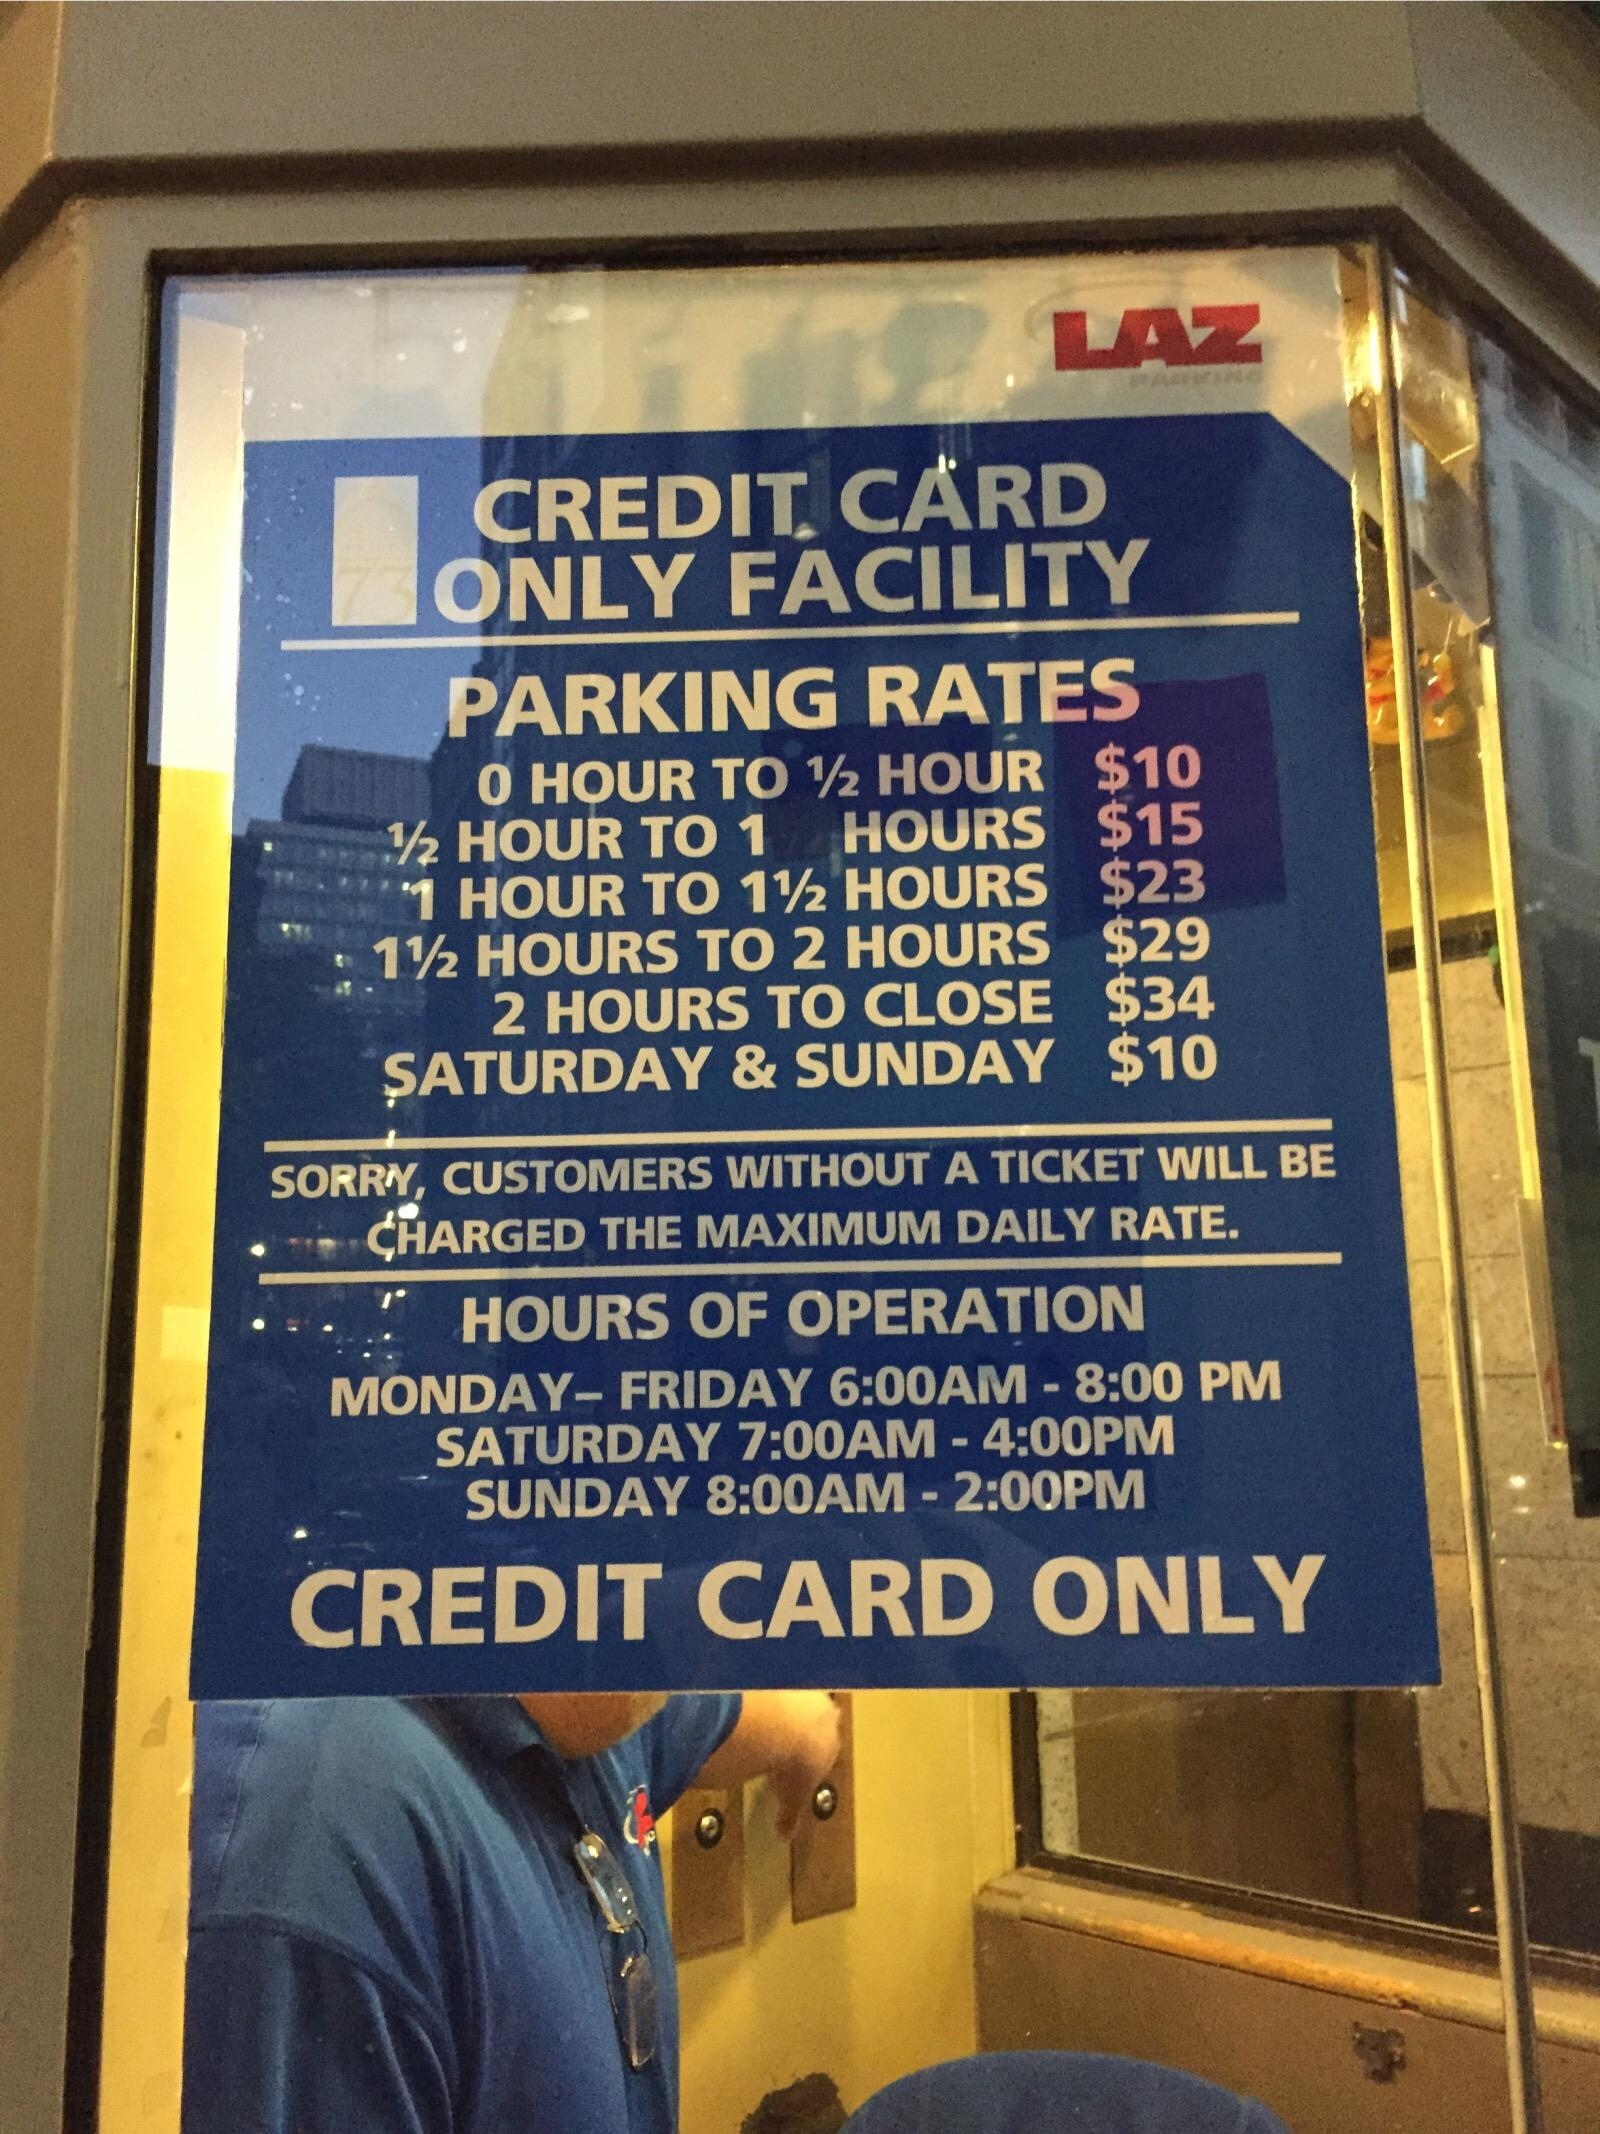 LAZ
PARKING
73
CREDIT CARD
ONLY FACILITY
PARKING RATES
0 HOUR TO ½ HOUR $10
½ HOUR TO 1 HOURS $15
1 HOUR TO 1½ HOURS $23
1½ HOURS TO 2 HOURS $29
2 HOURS TO CLOSE $34
SATURDAY & SUNDAY $10
SORRY, CUSTOMERS WITHOUT A TICKET WILL BE
CHARGED THE MAXIMUM DAILY RATE.
HOURS OF OPERATION
MONDAY– FRIDAY 6:00AM - 8:00 PM
SATURDAY 7:00AM - 4:00PM
SUNDAY 8:00AM - 2:00PM
CREDIT CARD ONLY